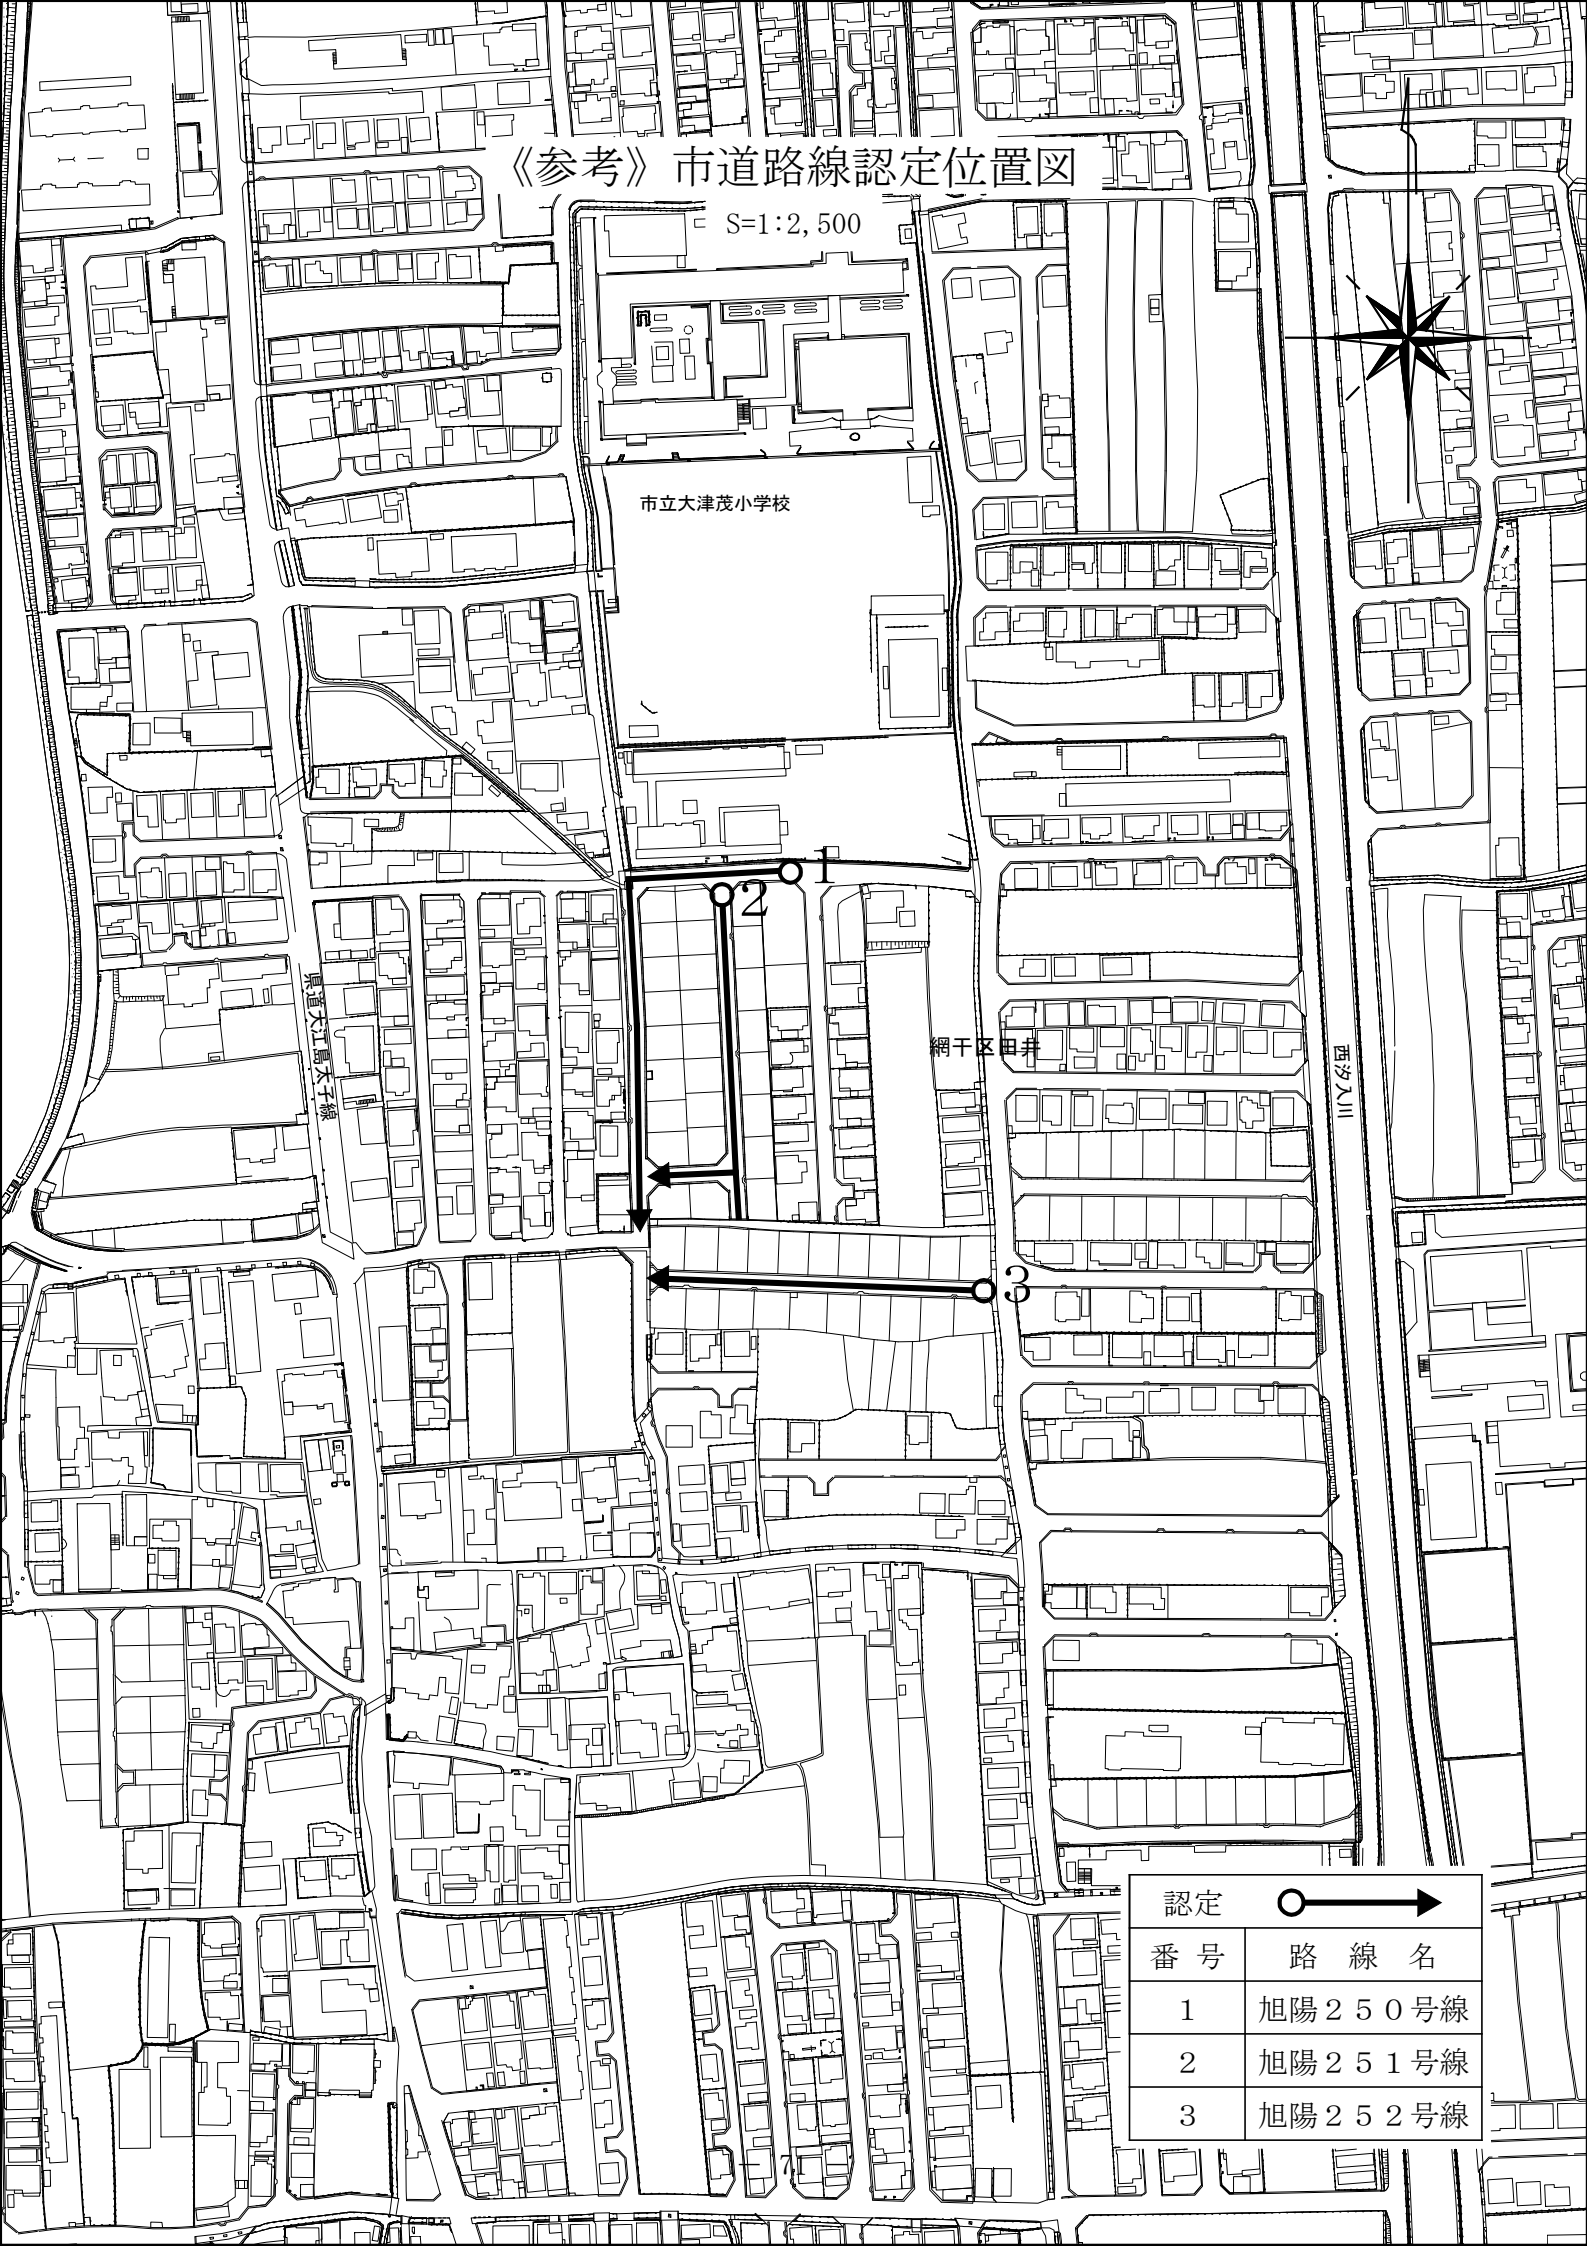 《参考》市道路線認定位置図
S=1:2,500
市立大津茂小学校
1
2
県道大江島太子線
網干区田井
西汐入川
3
認定
番号 路線名
1 旭陽２５０号線
2 旭陽２５１号線
3 旭陽２５２号線